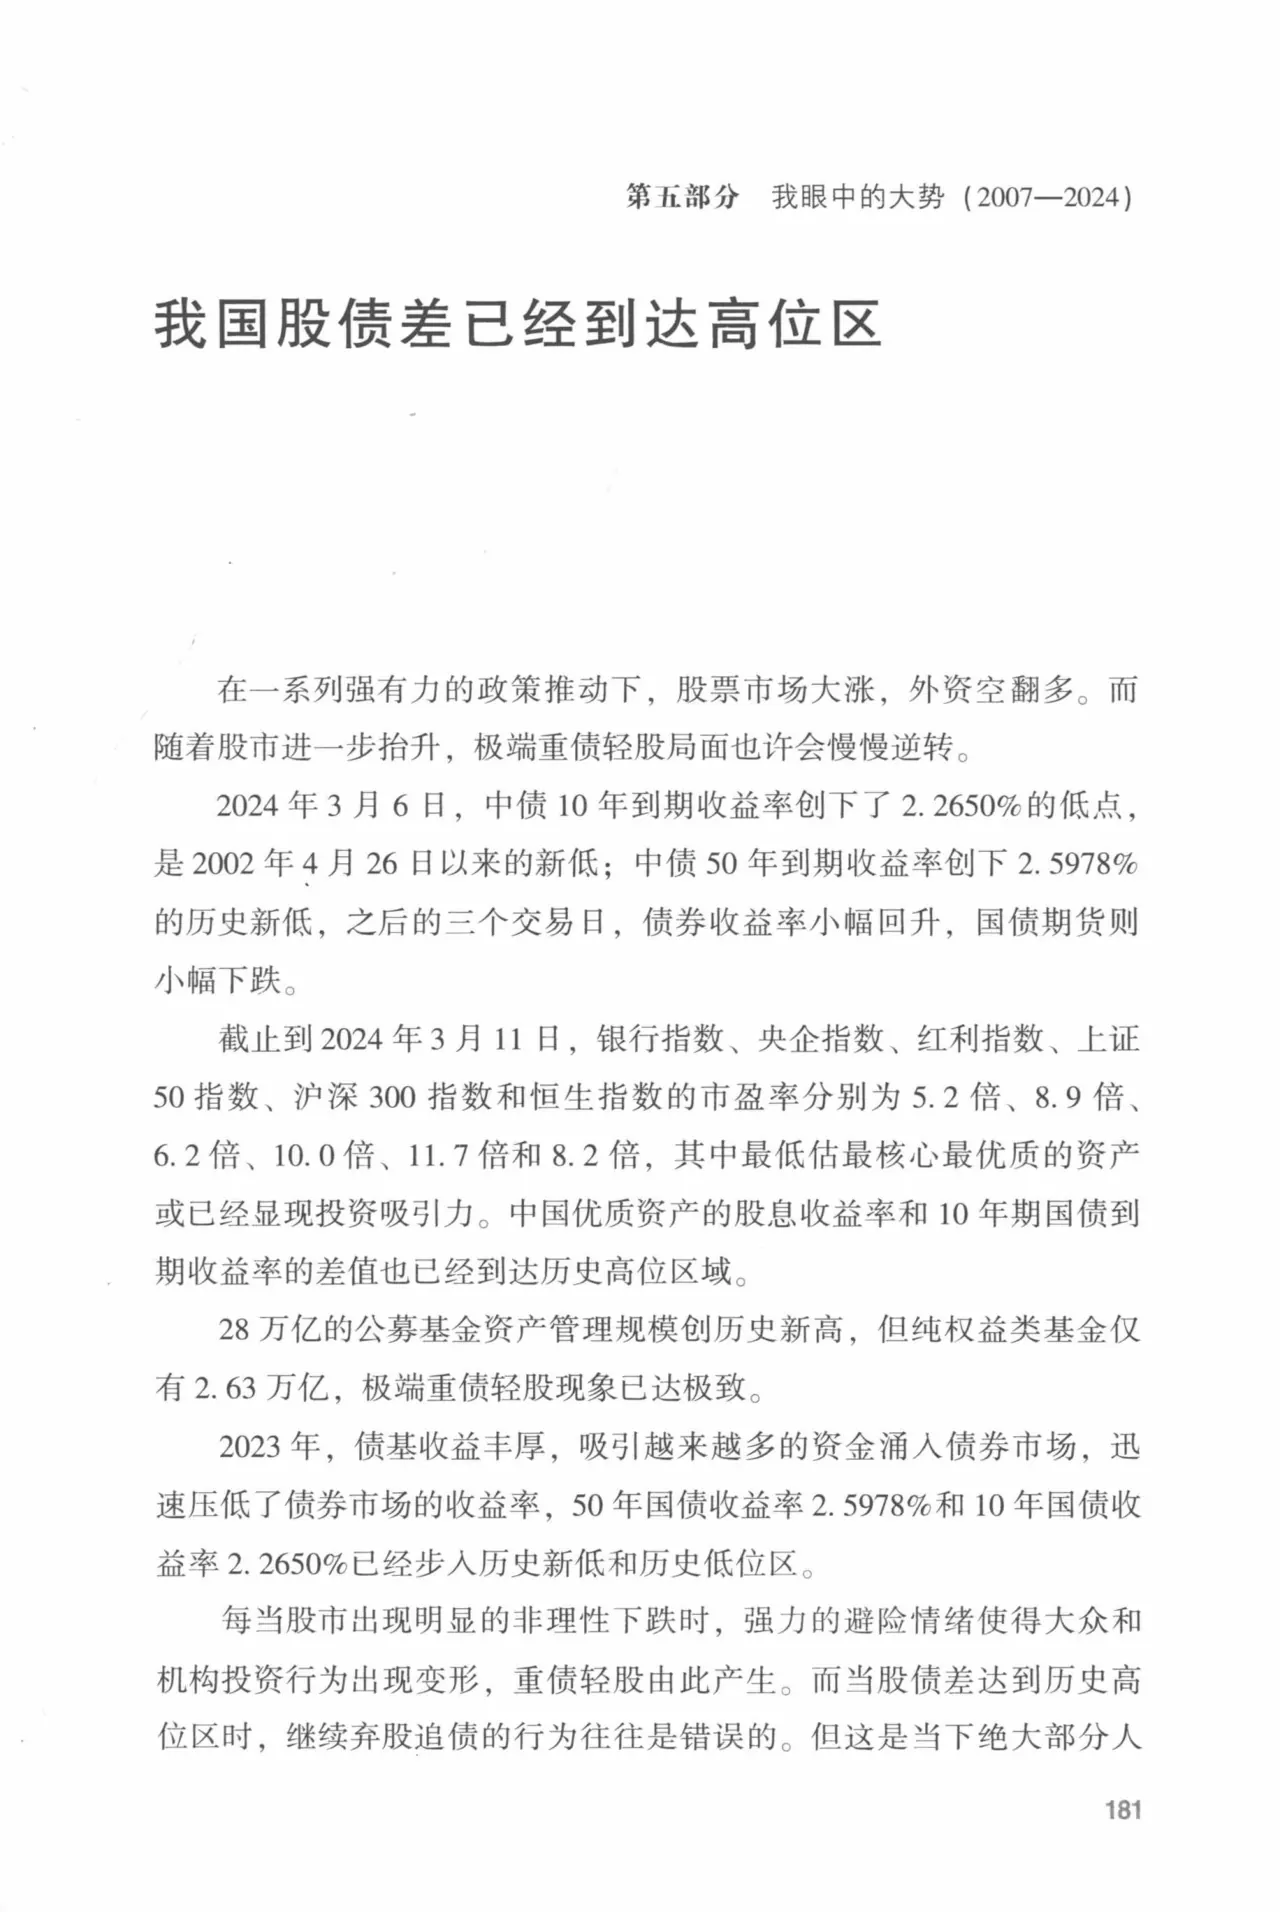 第五部分 我眼中的大势（2007—2024）
我国股债差已经到达高位区
在一系列强有力的政策推动下，股票市场大涨，外资空翻多。而
随着股市进一步抬升，极端重债轻股局面也许会慢慢逆转。
2024 年 3 月 6 日，中债 10 年到期收益率创下了 2.2650%的低点，
是 2002 年 4 月 26 日以来的新低；中债 50 年到期收益率创下 2.5978%
的历史新低，之后的三个交易日，债券收益率小幅回升，国债期货则
小幅下跌。
截止到 2024 年 3 月 11 日，银行指数、央企指数、红利指数、上证
50 指数、沪深 300 指数和恒生指数的市盈率分别为 5.2 倍、8.9 倍、
6.2 倍、10.0 倍、11.7 倍和 8.2 倍，其中最低估最核心最优质的资产
或已经显现投资吸引力。中国优质资产的股息收益率和 10 年期国债到
期收益率的差值也已经到达历史高位区域。
28 万亿的公募基金资产管理规模创历史新高，但纯权益类基金仅
有 2.63 万亿，极端重债轻股现象已达极致。
2023 年，债基收益丰厚，吸引越来越多的资金涌入债券市场，迅
速压低了债券市场的收益率，50 年国债收益率 2.5978%和 10 年国债收
益率 2.2650%已经步入历史新低和历史低位区。
每当股市出现明显的非理性下跌时，强力的避险情绪使得大众和
机构投资行为出现变形，重债轻股由此产生。而当股债差达到历史高
位区时，继续弃股追债的行为往往是错误的。但这是当下绝大部分人
181